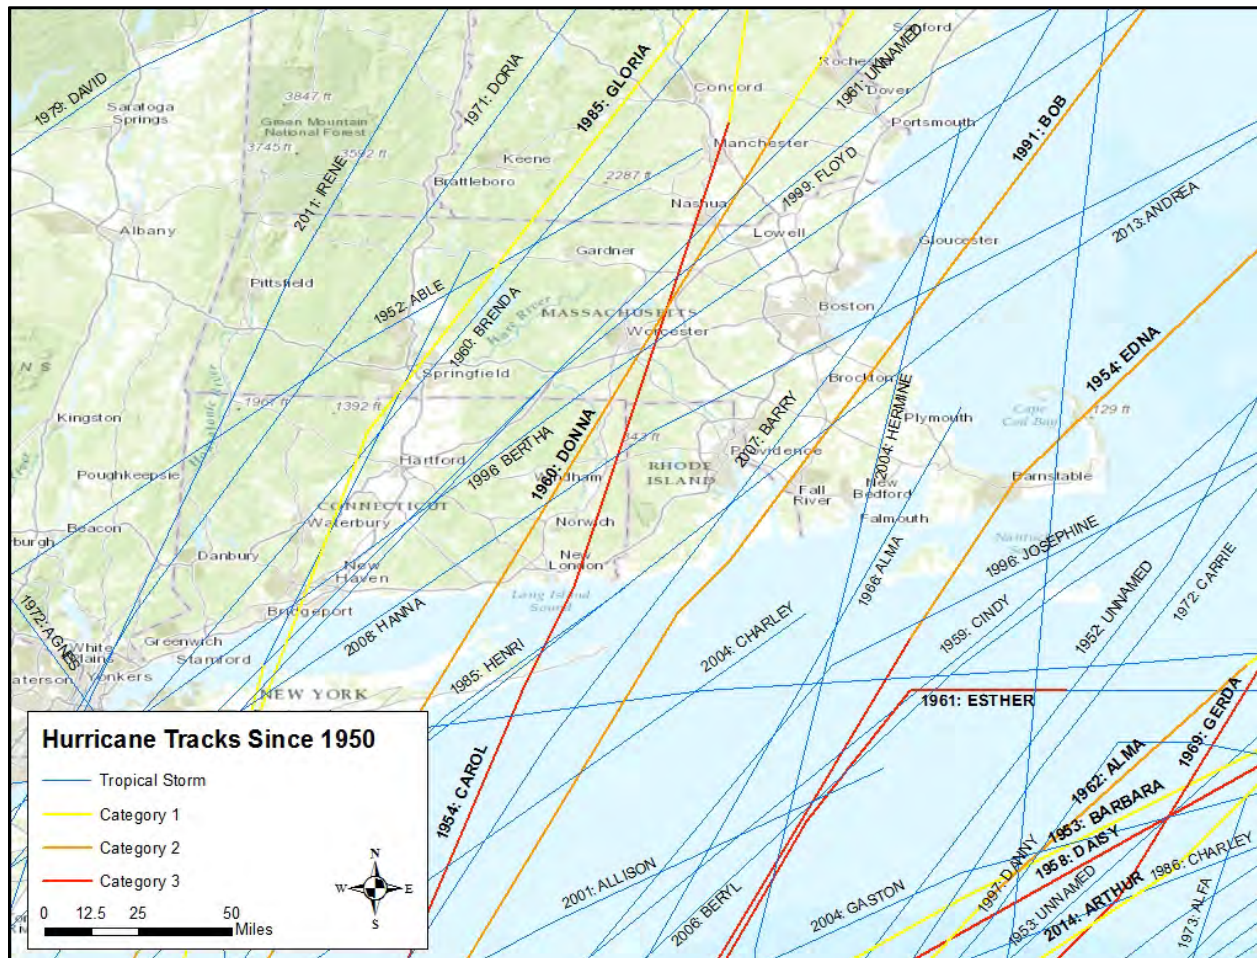 Sanford
1979: DAVID
Saratoga
Springs
3847 ft
Green Mountain
National Forest
3745 ft
3592 ft
1971: DORIA
1985: GLORIA
Concord
Rochester
Dover
1961: UNNAMED
Portsmouth
1991: BOB
Manchester
Keene
2287 ft
Brattleboro
Nashua
1999: FLOYD
2011: IRENE
Albany
Lowell
Gloucester
2013: ANDREA
Gardner
Pittsfield
1952: ABLE
1960: BRENDA
MASSACHUSETTS
Worcester
Boston
Springfield
1392 ft
Kingston
Brockton
1954: EDNA
Plymouth
Cape
Cod Bay
129 ft
2004: HERMINE
2007: BARRY
Providence
Poughkeepsie
Hartford
1996: BERTHA
1960: DONNA
Windham
RHODE
ISLAND
Fall
River
New
Bedford
Barnstable
Falmouth
CONNECTICUT
Waterbury
Norwich
Beacon
Danbury
New
Haven
New
London
1996: JOSEPHINE
1966: ALMA
Long Island
Sound
Bridgeport
1972: AGNES
White
Plains
Greenwich
Stamford
Yonkers
2008: HANNA
1985: HENRI
2004: CHARLEY
1959: CINDY
1952: UNNAMED
1972: CARRIE
NEW YORK
1961: ESTHER
1969: GERDA
1962: ALMA
1953: BARBARA
1958: DAISY
1954: CAROL
Hurricane Tracks Since 1950
Tropical Storm
Category 1
Category 2
Category 3
N
W
E
S
0 12.5 25 50
Miles
2001: ALLISON
2006: BERYL
2004: GASTON
1997: DANNY
1953: UNNAMED
2014: ARTHUR
1986: CHARLEY
1973: ALFA